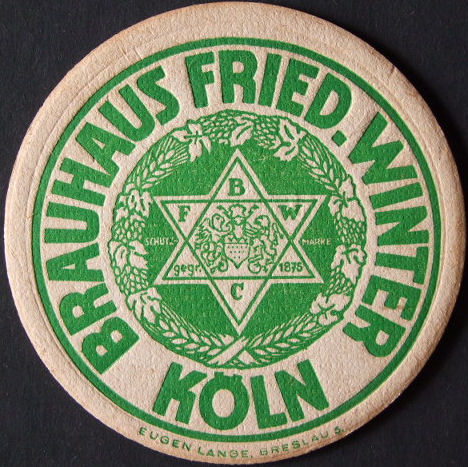 BRAUHAUS FRIED. WINTER
KÖLN
B
F W
SCHUTZ- MARKE
gegr. 1875
C
EUGEN LANGE, BRESLAU 5.